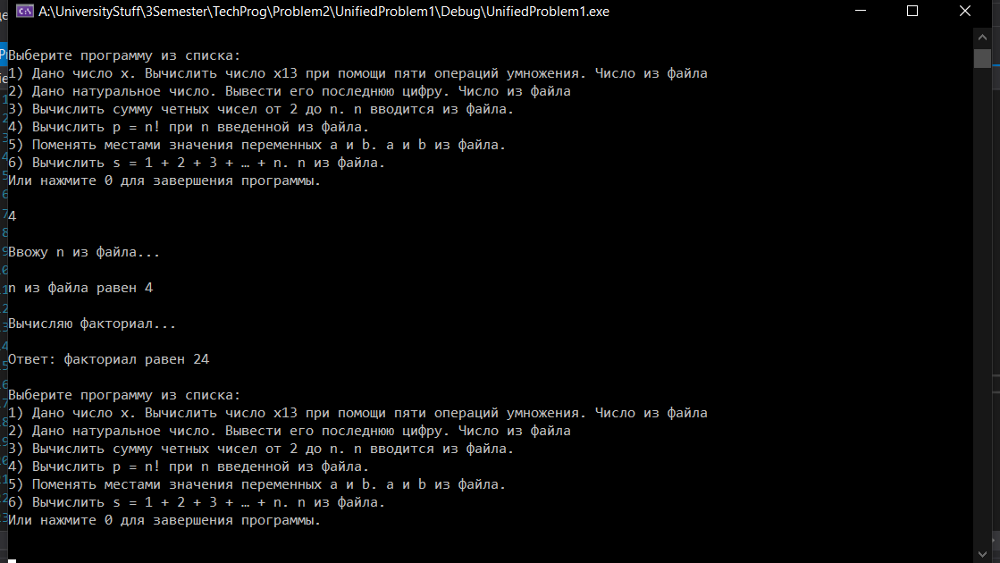 A:\UniversityStuff\3Semester\TechProg\Problem2\UnifiedProblem1\Debug\UnifiedProblem1.exe
Выберите программу из списка:
1) Дано число x. Вычислить число x13 при помощи пяти операций умножения. Число из файла
2) Дано натуральное число. Вывести его последнюю цифру. Число из файла
3) Вычислить сумму четных чисел от 2 до n. n вводится из файла.
4) Вычислить p = n! при n введенной из файла.
5) Поменять местами значения переменных a и b. a и b из файла.
6) Вычислить s = 1 + 2 + 3 + … + n. n из файла.
Или нажмите 0 для завершения программы.
4
Ввожу n из файла...
n из файла равен 4
Вычисляю факториал...
Ответ: факториал равен 24
Выберите программу из списка:
1) Дано число x. Вычислить число x13 при помощи пяти операций умножения. Число из файла
2) Дано натуральное число. Вывести его последнюю цифру. Число из файла
3) Вычислить сумму четных чисел от 2 до n. n вводится из файла.
4) Вычислить p = n! при n введенной из файла.
5) Поменять местами значения переменных a и b. a и b из файла.
6) Вычислить s = 1 + 2 + 3 + … + n. n из файла.
Или нажмите 0 для завершения программы.